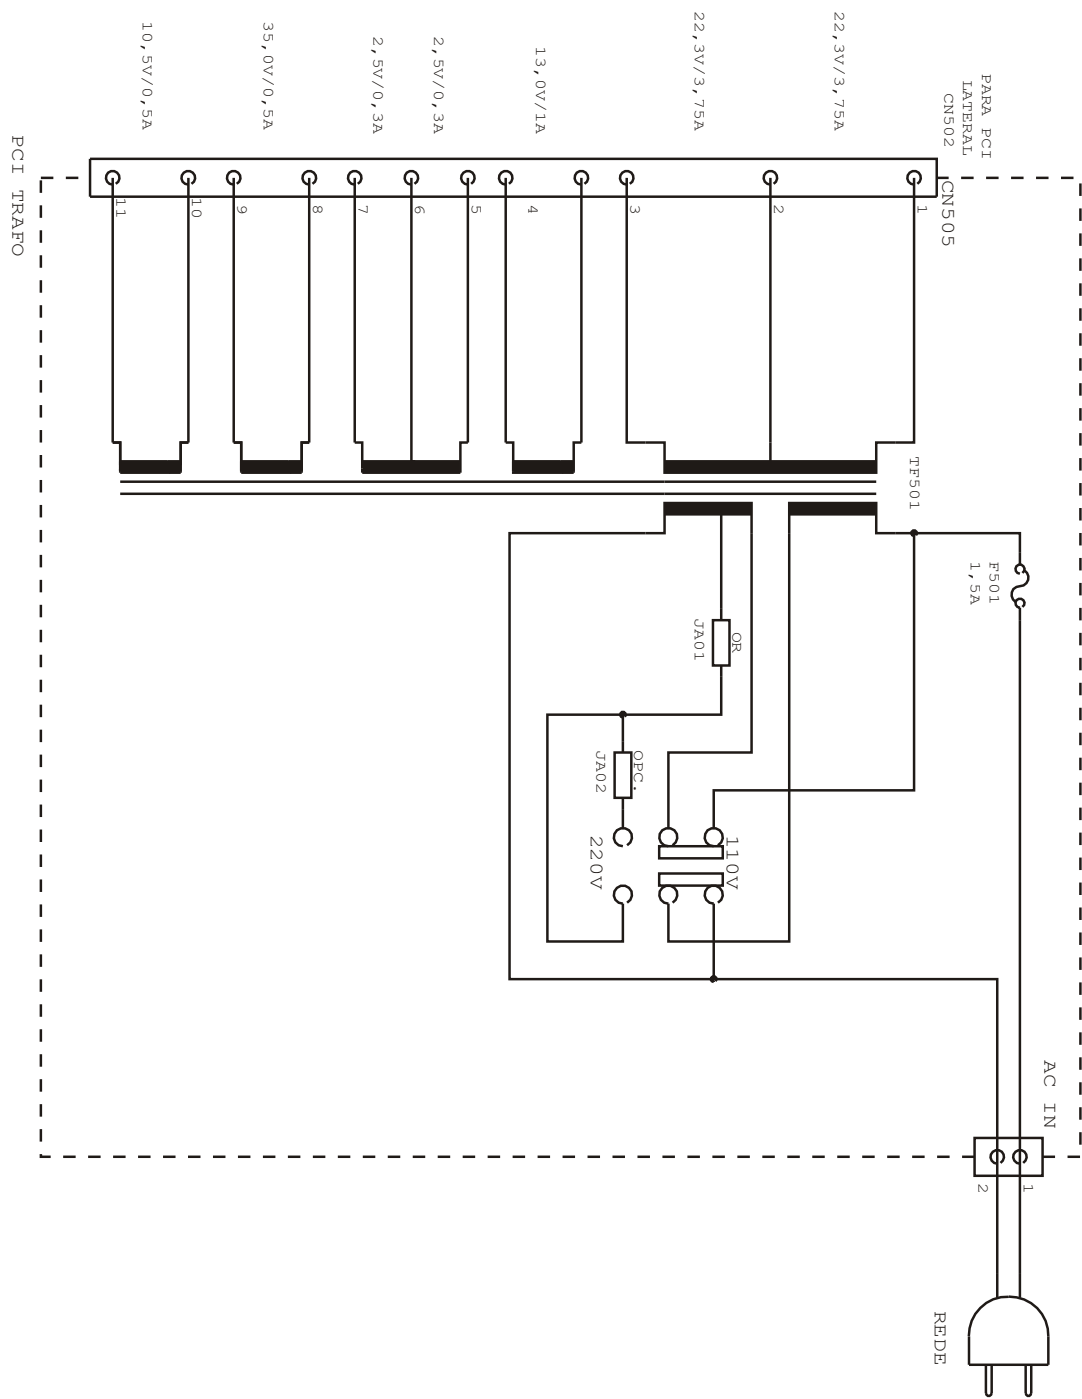 PARA PCI
LATERAL
CN502
CN505
22,3V/3,75A
22,3V/3,75A
13,0V/1A
2,5V/0,3A
2,5V/0,3A
35,0V/0,5A
10,5V/0,5A
PCI TRAFO
1
2
3
4
5
6
7
8
9
10
11
TF501
F501
1,5A
OR
JA01
OPC.
JA02
110V
220V
AC IN
1
2
REDE